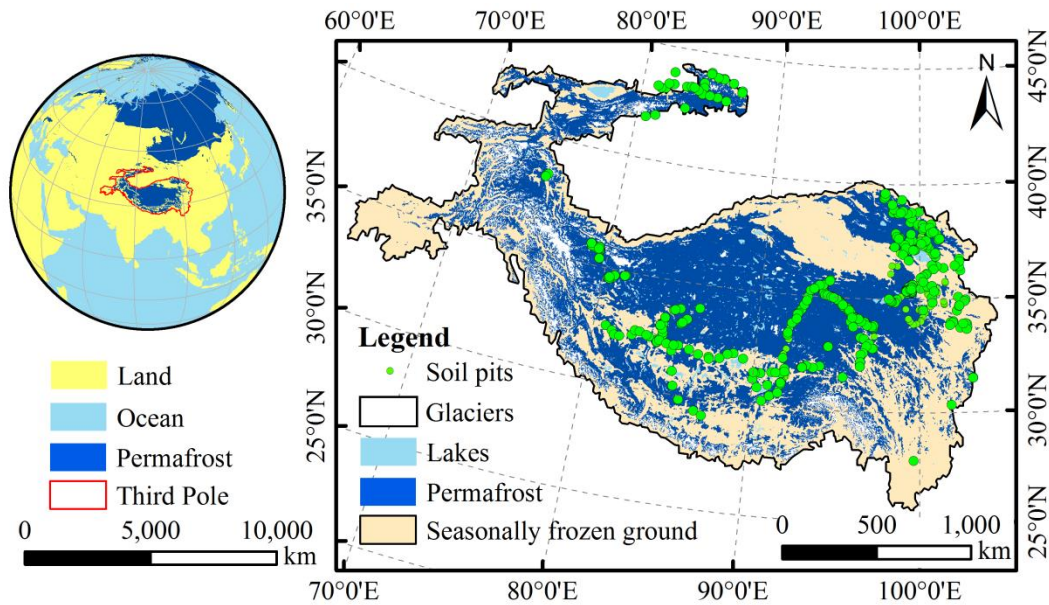 60°0'E 70°0'E 80°0'E 90°0'E 100°0'E
45°0'N
40°0'N
35°0'N
30°0'N
25°0'N
35°0'N
30°0'N
25°0'N
N
Land
Ocean
Permafrost
Third Pole
0 5,000 10,000
km
Legend
Soil pits
Glaciers
Lakes
Permafrost
Seasonally frozen ground
0 500 1,000
km
70°0'E 80°0'E 90°0'E 100°0'E